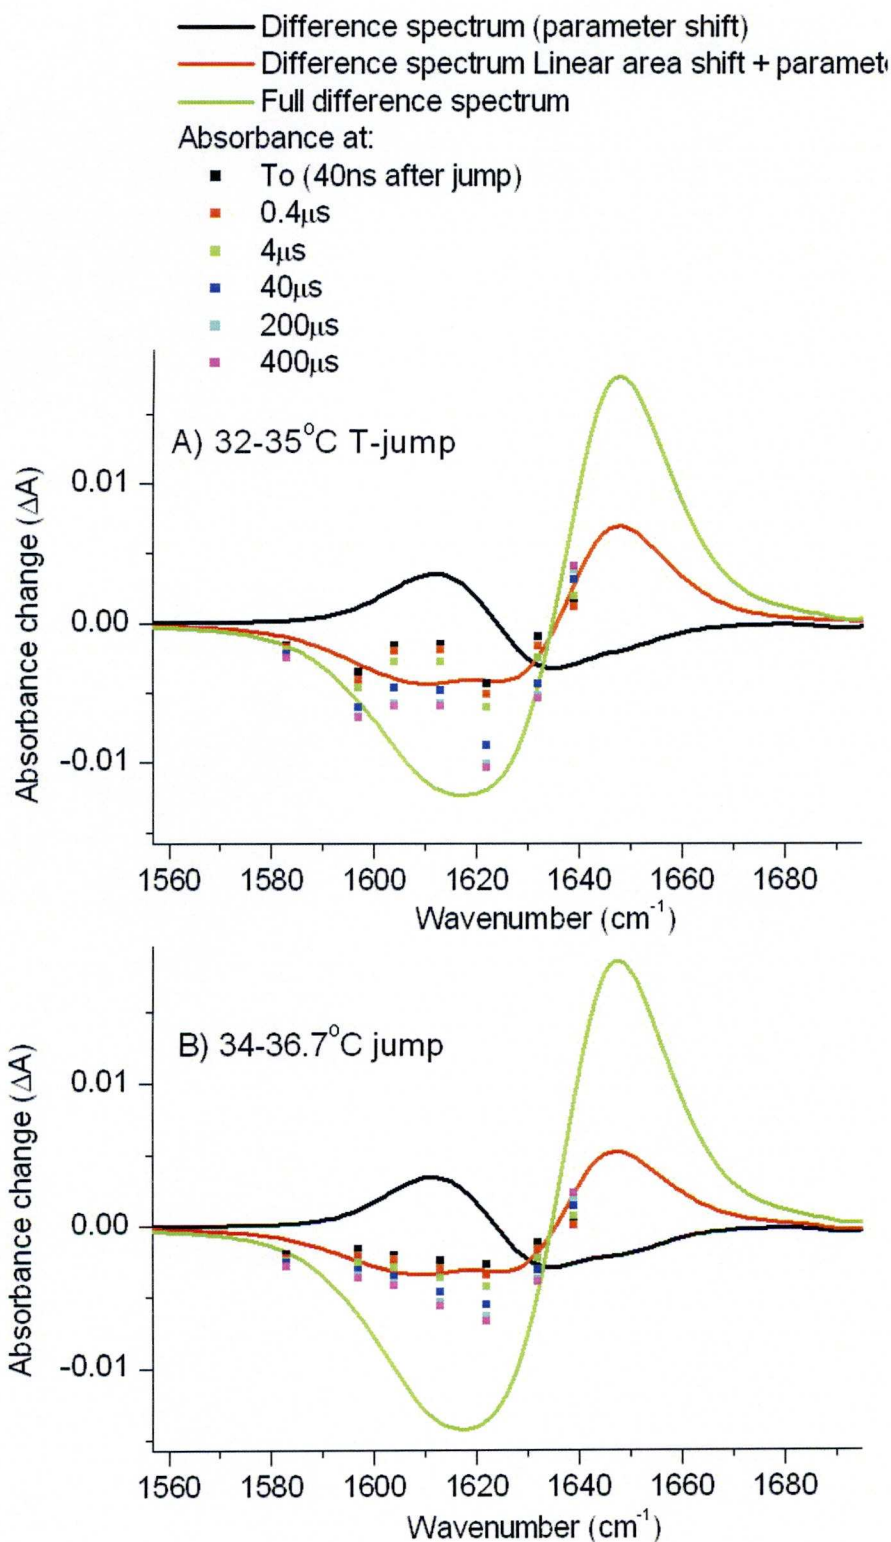 Difference spectrum (parameter shift)
Difference spectrum Linear area shift +
Full difference spectrum
Absorbance at:
To (40ns after jump)
0.4μs
4μs
40μs
200μs
400μs
A) 32-35°C T-jump
Absorbance change (ΔA)
0.01
0.00
-0.01
1560 1580 1600 1620 1640 1660 1680
Wavenumber (cm⁻¹)
B) 34-36.7°C jump
Absorbance change (ΔA)
0.01
0.00
-0.01
1560 1580 1600 1620 1640 1660 1680
Wavenumber (cm⁻¹)